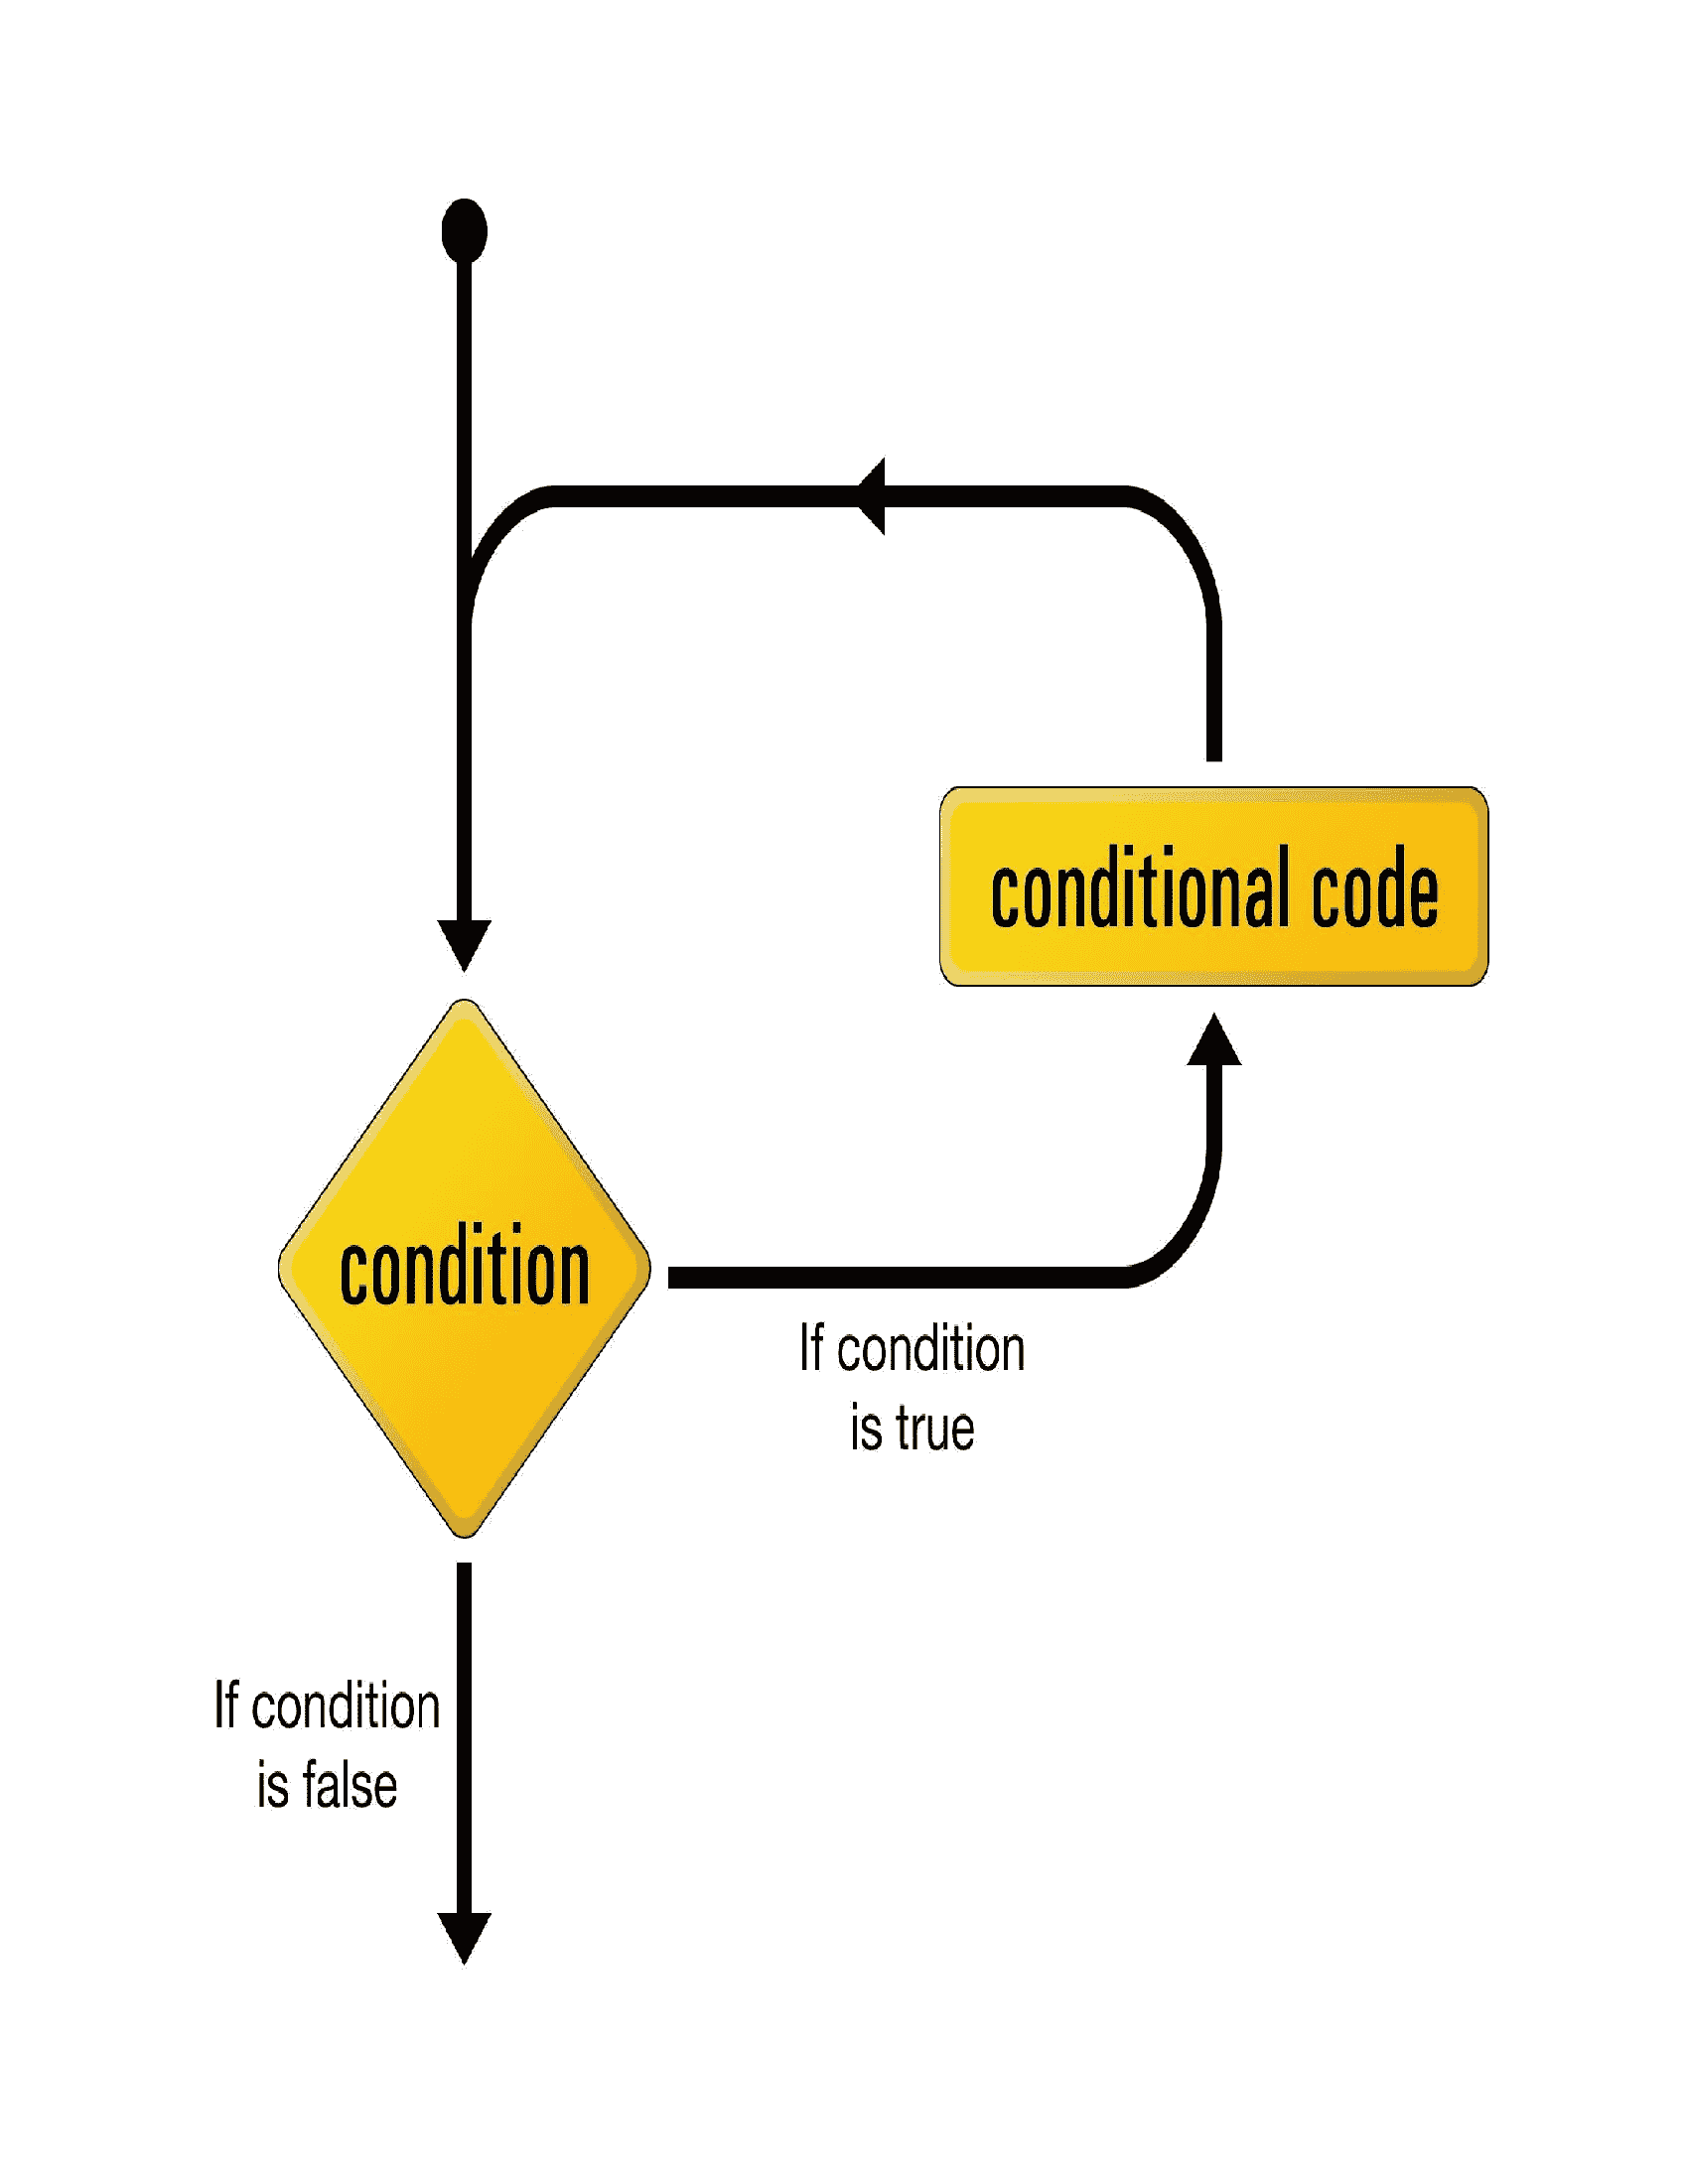 conditional code
condition
If condition
is true
If condition
is false